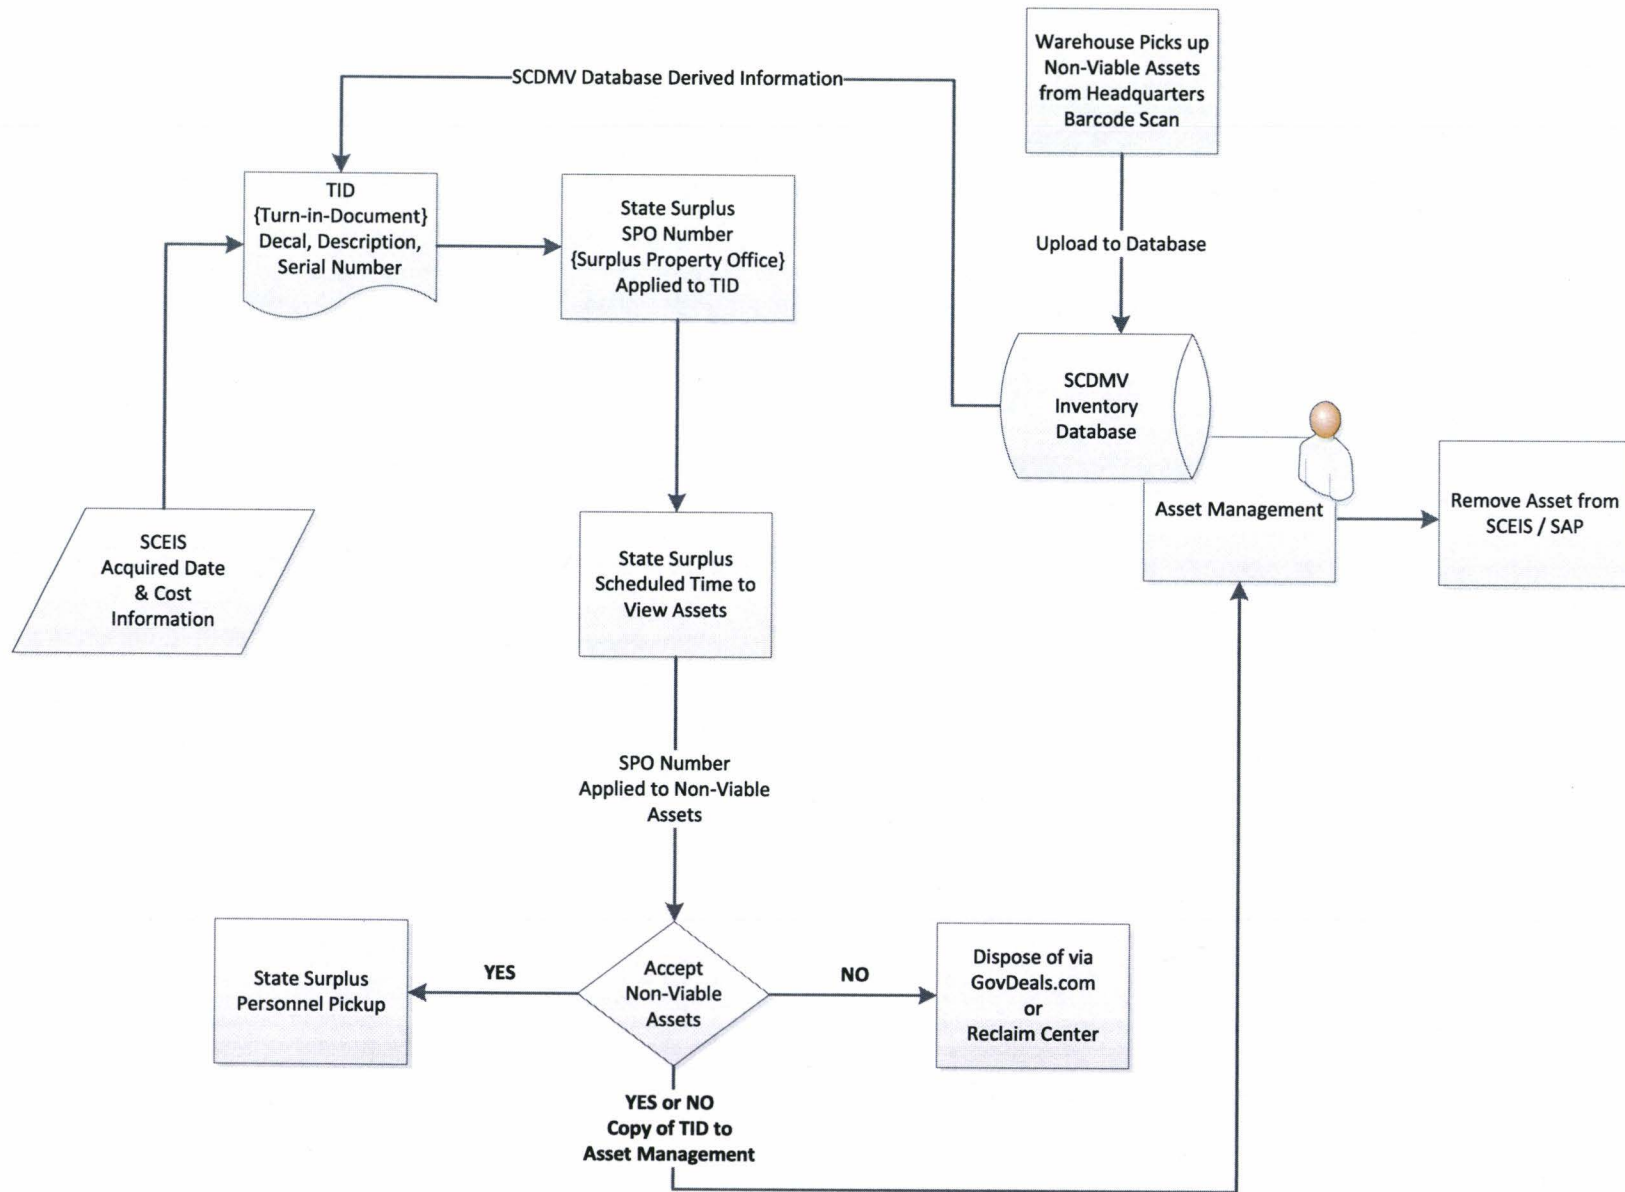 Warehouse Picks up
Non-Viable Assets
from Headquarters
Barcode Scan
SCDMV Database Derived Information
TID
{Turn-in-Document}
Decal, Description,
Serial Number
State Surplus
SPO Number
{Surplus Property Office}
Applied to TID
Upload to Database
SCDMV
Inventory
Database
Asset Management
Remove Asset from
SCEIS / SAP
SCEIS
Acquired Date
& Cost
Information
State Surplus
Scheduled Time to
View Assets
SPO Number
Applied to Non-Viable
Assets
State Surplus
Personnel Pickup
YES
Accept
Non-Viable
Assets
NO
Dispose of via
GovDeals.com
or
Reclaim Center
YES or NO
Copy of TID to
Asset Management